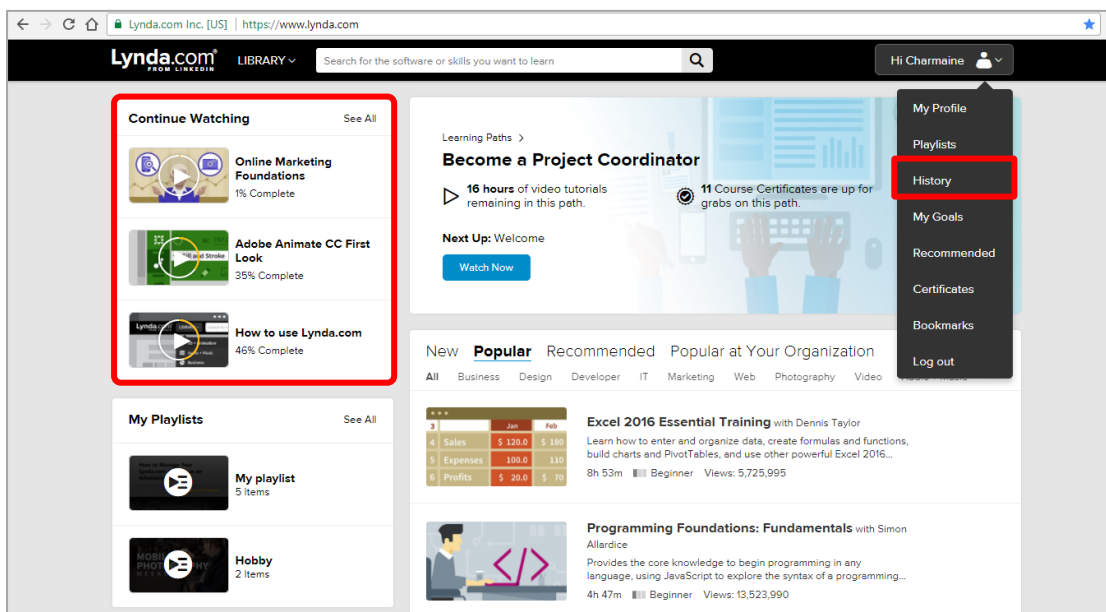 Lynda.com Inc. [US] | https://www.lynda.com
Lynda.com
FROM LINKEDIN
LIBRARY
Search for the software or skills you want to learn
Hi Charmaine
My Profile
Playlists
History
My Goals
Recommended
Certificates
Bookmarks
Log out
Continue Watching
See All
Online Marketing
Foundations
1% Complete
Adobe Animate CC First
Look
35% Complete
How to use Lynda.com
46% Complete
My Playlists
See All
My playlist
5 Items
Hobby
2 Items
Learning Paths >
Become a Project Coordinator
16 hours of video tutorials
remaining in this path.
11 Course Certificates are up for
grabs on this path.
Next Up: Welcome
Watch Now
New Popular Recommended Popular at Your Organization
All Business Design Developer IT Marketing Web Photography Video
3 Jan Feb
4 Sales $ 120.0 $ 180
5 Expenses 100.0 110
6 Profits $ 20.0 $ 70
Excel 2016 Essential Training with Dennis Taylor
Learn how to enter and organize data, create formulas and functions,
build charts and PivotTables, and use other powerful Excel 2016...
8h 53m Beginner Views: 5,725,995
Programming Foundations: Fundamentals with Simon
Allardice
Provides the core knowledge to begin programming in any
language, using JavaScript to explore the syntax of a programming...
4h 47m Beginner Views: 13,523,990